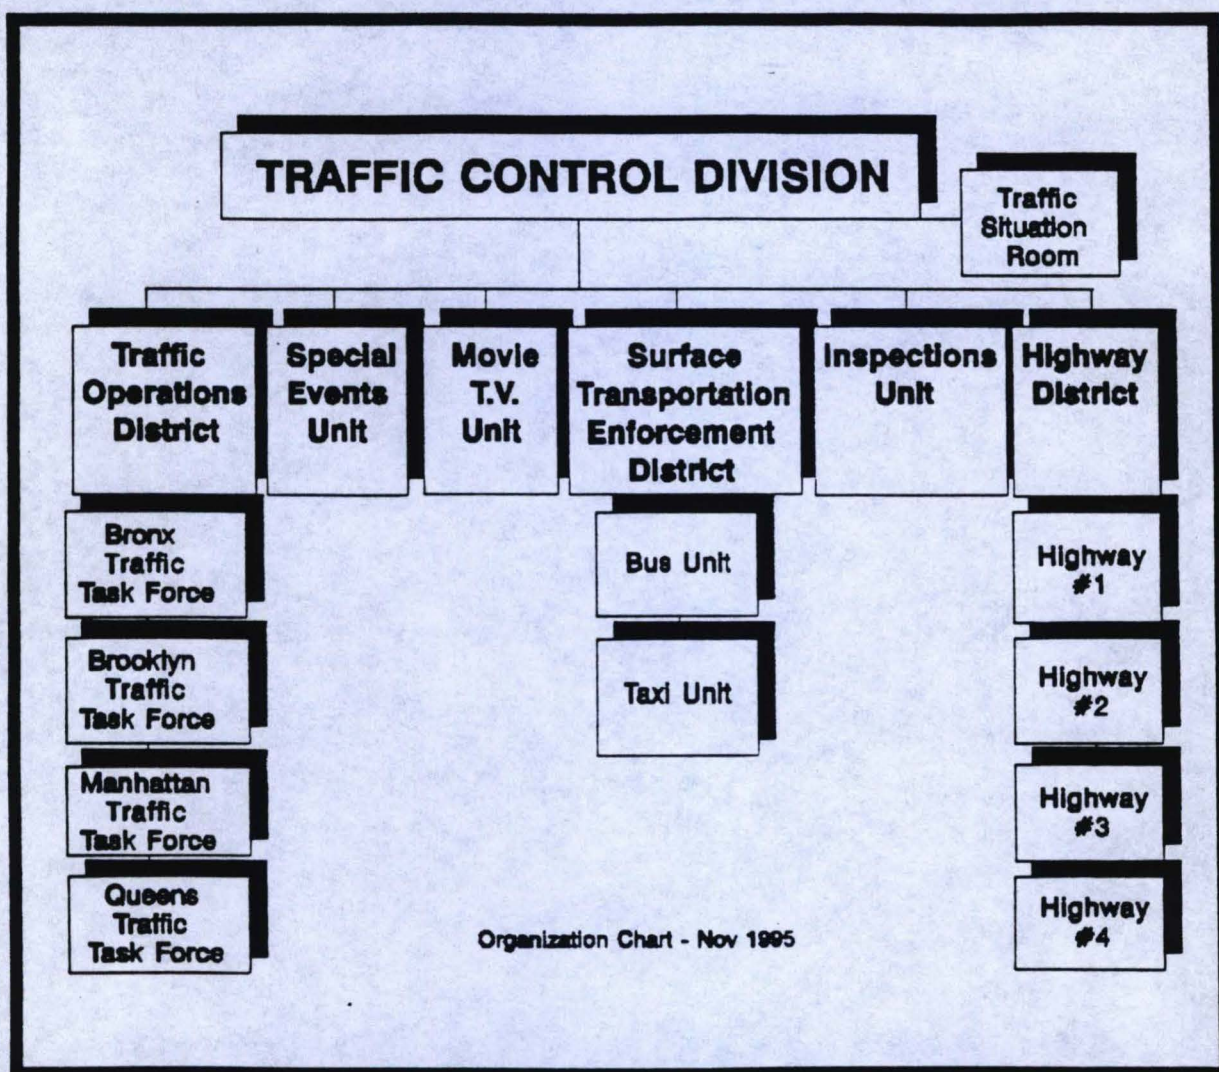 TRAFFIC CONTROL DIVISION
Traffic
Situation
Room
Traffic
Operations
District
Special
Events
Unit
Movie
T.V.
Unit
Surface
Transportation
Enforcement
District
Inspections
Unit
Highway
District
Bronx
Traffic
Task Force
Brooklyn
Traffic
Task Force
Manhattan
Traffic
Task Force
Queens
Traffic
Task Force
Bus Unit
Taxi Unit
Highway
#1
Highway
#2
Highway
#3
Highway
#4
Organization Chart - Nov 1995